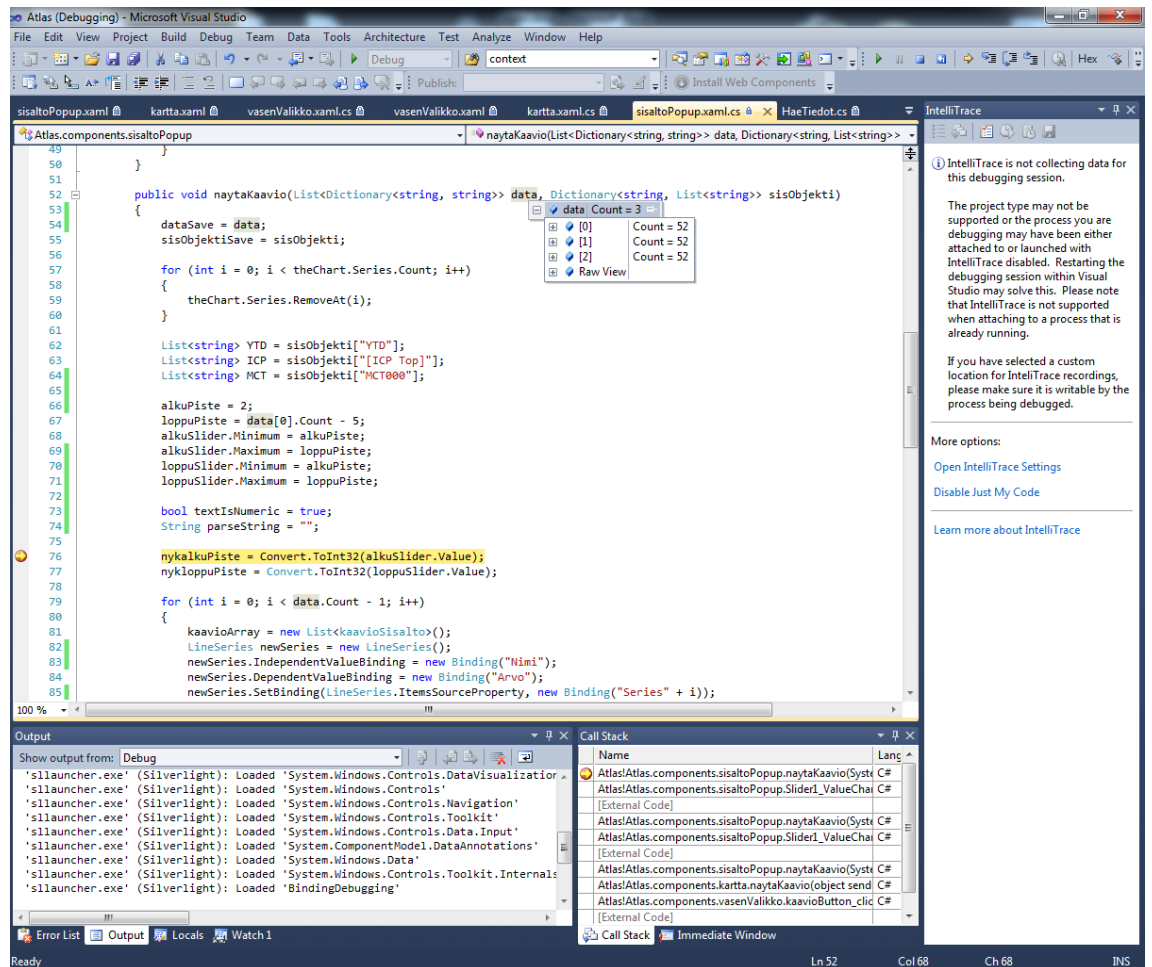 Atlas (Debugging) - Microsoft Visual Studio
File Edit View Project Build Debug Team Data Tools Architecture Test Analyze Window Help
Debug context Hex
Publish: Install Web Components
sisaltoPopup.xaml kartta.xaml vasenValikko.xaml.cs vasenValikko.xaml kartta.xaml.cs sisaltoPopup.xaml.cs HaeTiedot.cs
Atlas.components.sisaltoPopup naytaKaavio(List<Dictionary<string, string>> data, Dictionary<string, List<string>>
49 }
50 }
51
52 public void naytaKaavio(List<Dictionary<string, string>> data, Dictionary<string, List<string>> sisObjekti)
53 {
data Count = 3
54 dataSave = data;
[0] Count = 52
55 sisObjektiSave = sisObjekti;
[1] Count = 52
56
[2] Count = 52
57 for (int i = 0; i < theChart.Series.Count; i++)
Raw View
58 {
59 theChart.Series.RemoveAt(i);
60 }
61
62 List<string> YTD = sisObjekti["YTD"];
63 List<string> ICP = sisObjekti["[ICP Top]"];
64 List<string> MCT = sisObjekti["MCT000"];
65
66 alkuPiste = 2;
67 loppuPiste = data[0].Count - 5;
68 alkuSlider.Minimum = alkuPiste;
69 alkuSlider.Maximum = loppuPiste;
70 loppuSlider.Minimum = alkuPiste;
71 loppuSlider.Maximum = loppuPiste;
72
73 bool textIsNumeric = true;
74 String parseString = "";
75
76 nykalkuPiste = Convert.ToInt32(alkuSlider.Value);
77 nykloppuPiste = Convert.ToInt32(loppuSlider.Value);
78
79 for (int i = 0; i < data.Count - 1; i++)
80 {
81 kaavioArray = new List<kaavioSisalto>();
82 LineSeries newSeries = new LineSeries();
83 newSeries.IndependentValueBinding = new Binding("Nimi");
84 newSeries.DependentValueBinding = new Binding("Arvo");
85 newSeries.SetBinding(LineSeries.ItemsSourceProperty, new Binding("Series" + i));
100 %
IntelliTrace
IntelliTrace is not collecting data for
this debugging session.
The project type may not be
supported or the process you are
debugging may have been either
attached to or launched with
IntelliTrace disabled. Restarting the
debugging session within Visual
Studio may solve this. Please note
that IntelliTrace is not supported
when attaching to a process that is
already running.
If you have selected a custom
location for InteliTrace recordings,
please make sure it is writable by the
process being debugged.
More options:
Open IntelliTrace Settings
Disable Just My Code
Learn more about IntelliTrace
Output
Show output from: Debug
'sllauncher.exe' (Silverlight): Loaded 'System.Windows.Controls.DataVisualization
'sllauncher.exe' (Silverlight): Loaded 'System.Windows.Controls'
'sllauncher.exe' (Silverlight): Loaded 'System.Windows.Controls.Navigation'
'sllauncher.exe' (Silverlight): Loaded 'System.Windows.Controls.Toolkit'
'sllauncher.exe' (Silverlight): Loaded 'System.Windows.Controls.Data.Input'
'sllauncher.exe' (Silverlight): Loaded 'System.ComponentModel.DataAnnotations'
'sllauncher.exe' (Silverlight): Loaded 'System.Windows.Data'
'sllauncher.exe' (Silverlight): Loaded 'System.Windows.Controls.Toolkit.Internals
'sllauncher.exe' (Silverlight): Loaded 'BindingDebugging'
Error List Output Locals Watch 1
Call Stack
Name Lang
Atlas!Atlas.components.sisaltoPopup.naytaKaavio(Syste C#
Atlas!Atlas.components.sisaltoPopup.Slider1_ValueChan C#
[External Code]
Atlas!Atlas.components.sisaltoPopup.naytaKaavio(Syste C#
Atlas!Atlas.components.sisaltoPopup.Slider1_ValueChan C#
[External Code]
Atlas!Atlas.components.sisaltoPopup.naytaKaavio(Syste C#
Atlas!Atlas.components.kartta.naytaKaavio(object send C#
Atlas!Atlas.components.vasenValikko.kaavioButton_clic C#
[External Code]
Call Stack Immediate Window
Ready Ln 52 Col 68 Ch 68 INS